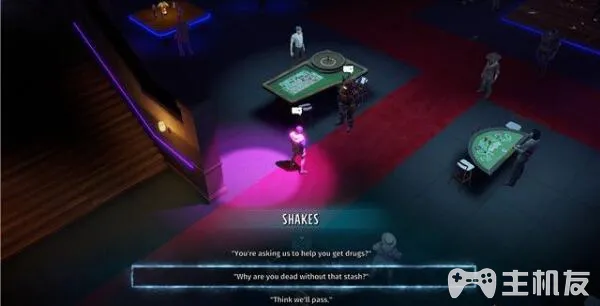 SHAKES
"You're asking us to help you get drugs?"
"Why are you dead without that stash?"
"Think we'll pass."
主机友